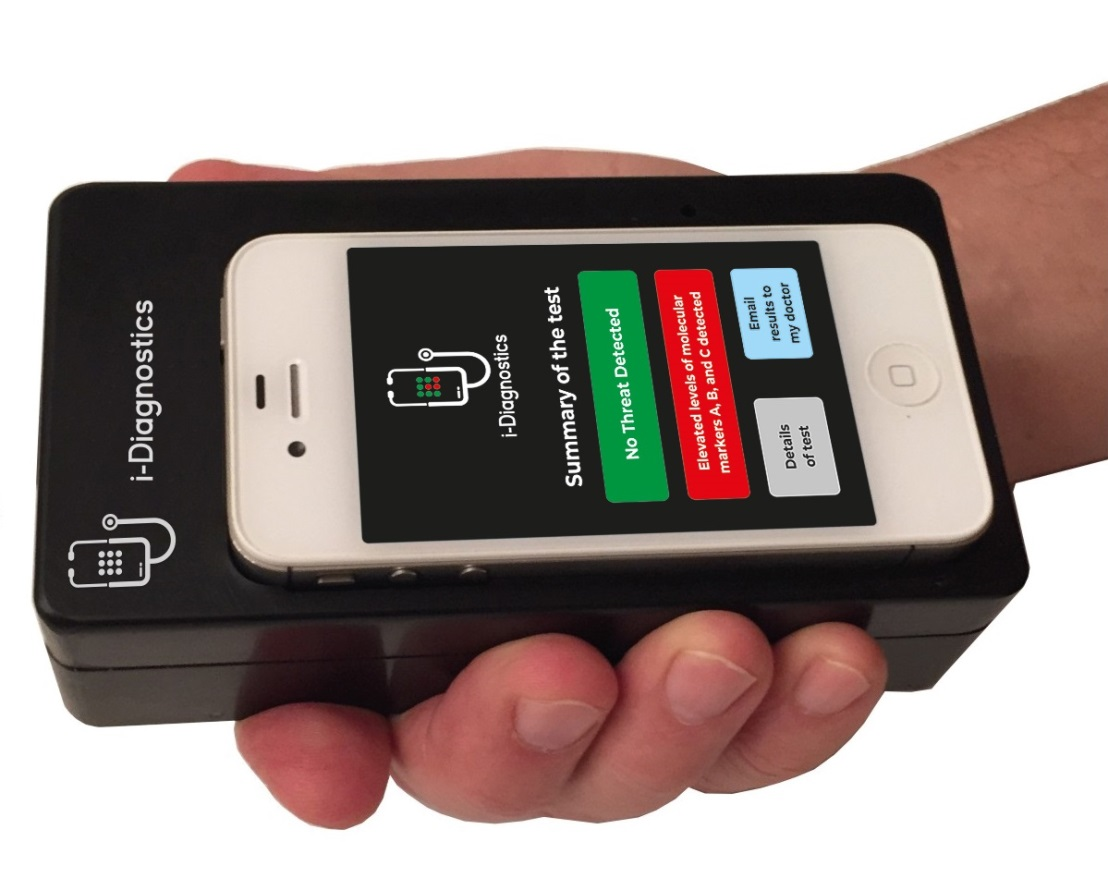 i-Diagnostics
i-Diagnostics
Summary of the test
No Threat Detected
Elevated levels of molecular
markers A, B, and C detected
Details
of test
Email
results to
my doctor